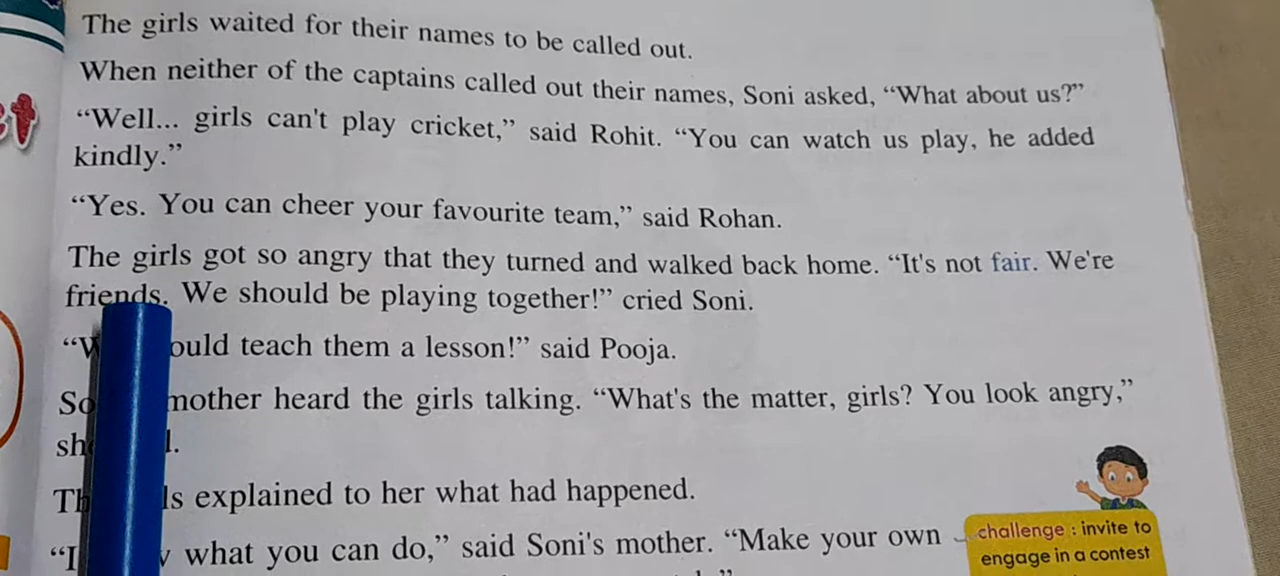 The girls waited for their names to be called out.
When neither of the captains called out their names, Soni asked, “What about us?”
“Well... girls can't play cricket,” said Rohit. “You can watch us play, he added
kindly.”
“Yes. You can cheer your favourite team,” said Rohan.
The girls got so angry that they turned and walked back home. “It's not fair. We're
friends. We should be playing together!” cried Soni.
ould teach them a lesson!” said Pooja.
mother heard the girls talking. “What's the matter, girls? You look angry,”
explained to her what had happened.
what you can do,” said Soni's mother. “Make your own
challenge : invite to
engage in a contest